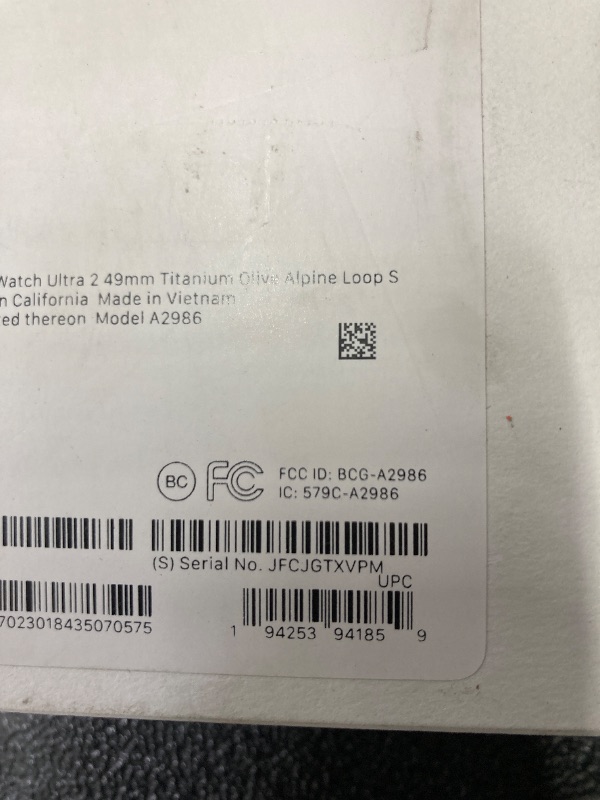 Watch Ultra 2 49mm Titanium Olive Alpine Loop S
n California Made in Vietnam
ed thereon Model A2986
BC FC FCC ID: BCG-A2986
IC: 579C-A2986
(S) Serial No. JFCJGTXVPM
UPC
7023018435070575
1 94253 94185 9